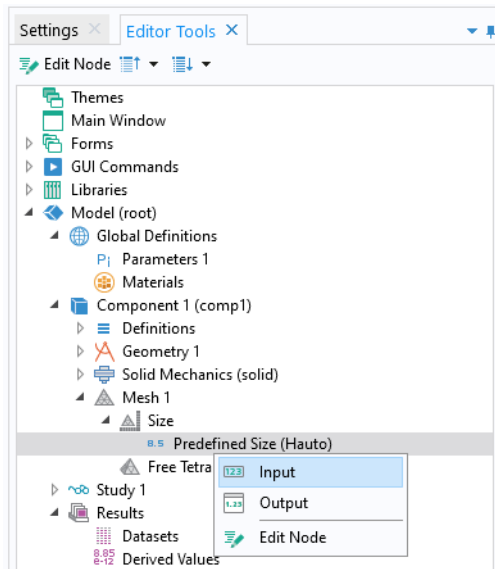 Settings
Editor Tools
Edit Node
Themes
Main Window
Forms
GUI Commands
Libraries
Model (root)
Global Definitions
Pi Parameters 1
Materials
Component 1 (comp1)
Definitions
Geometry 1
Solid Mechanics (solid)
Mesh 1
Size
8.5 Predefined Size (Hauto)
Free Tetra
123 Input
1.23 Output
Edit Node
Study 1
Results
Datasets
8.85 e-12 Derived Values